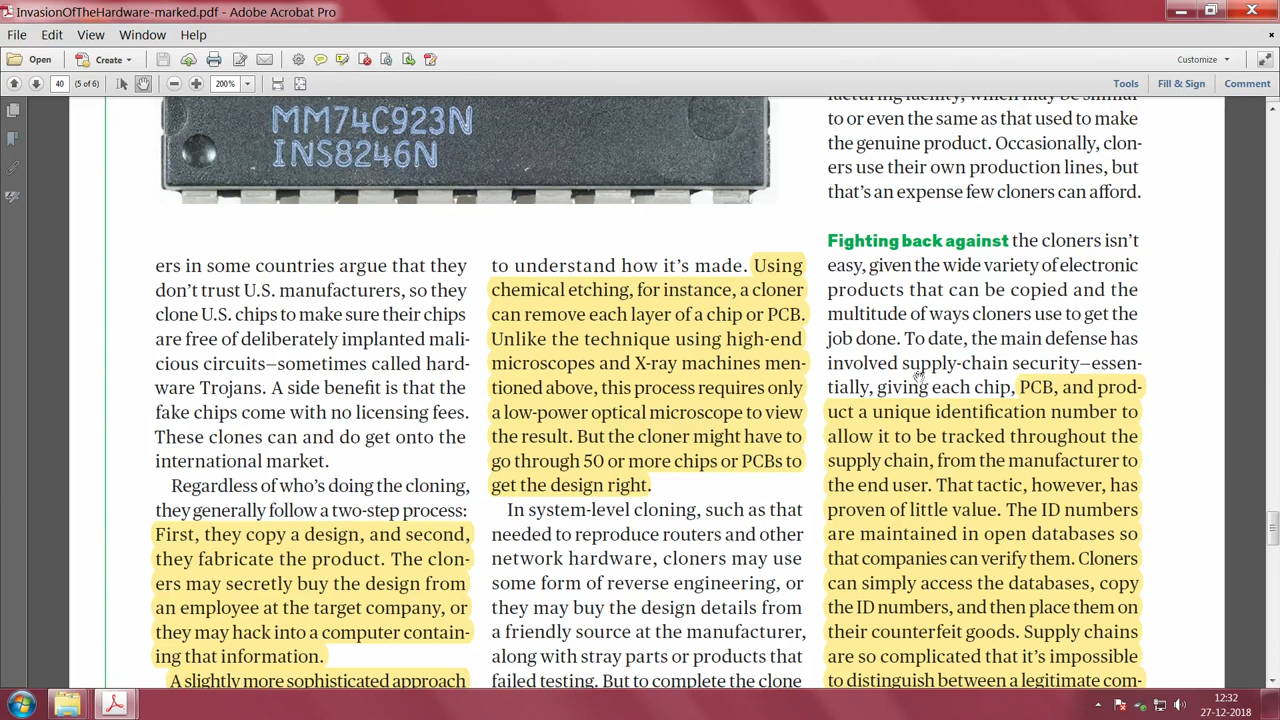 InvasionOfTheHardware-marked.pdf - Adobe Acrobat Pro
File Edit View Window Help
Open Create Customize
40 (5 of 6) 200% Tools Fill & Sign Comment
MM74C923N
INS8246N
ers in some countries argue that they
don't trust U.S. manufacturers, so they
clone U.S. chips to make sure their chips
are free of deliberately implanted mali-
cious circuits—sometimes called hard-
ware Trojans. A side benefit is that the
fake chips come with no licensing fees.
These clones can and do get onto the
international market.
Regardless of who's doing the cloning,
they generally follow a two-step process:
First, they copy a design, and second,
they fabricate the product. The clon-
ers may secretly buy the design from
an employee at the target company, or
they may hack into a computer contain-
ing that information.
A slightly more sophisticated approach
to understand how it's made. Using
chemical etching, for instance, a cloner
can remove each layer of a chip or PCB.
Unlike the technique using high-end
microscopes and X-ray machines men-
tioned above, this process requires only
a low-power optical microscope to view
the result. But the cloner might have to
go through 50 or more chips or PCBs to
get the design right.
In system-level cloning, such as that
needed to reproduce routers and other
network hardware, cloners may use
some form of reverse engineering, or
they may buy the design details from
a friendly source at the manufacturer,
along with stray parts or products that
failed testing. But to complete the clone
facturing facility, which may be similar
to or even the same as that used to make
the genuine product. Occasionally, clon-
ers use their own production lines, but
that's an expense few cloners can afford.
Fighting back against the cloners isn't
easy, given the wide variety of electronic
products that can be copied and the
multitude of ways cloners use to get the
job done. To date, the main defense has
involved supply-chain security—essen-
tially, giving each chip, PCB, and prod-
uct a unique identification number to
allow it to be tracked throughout the
supply chain, from the manufacturer to
the end user. That tactic, however, has
proven of little value. The ID numbers
are maintained in open databases so
that companies can verify them. Cloners
can simply access the databases, copy
the ID numbers, and then place them on
their counterfeit goods. Supply chains
are so complicated that it's impossible
to distinguish between a legitimate com-
12:32
27-12-2018